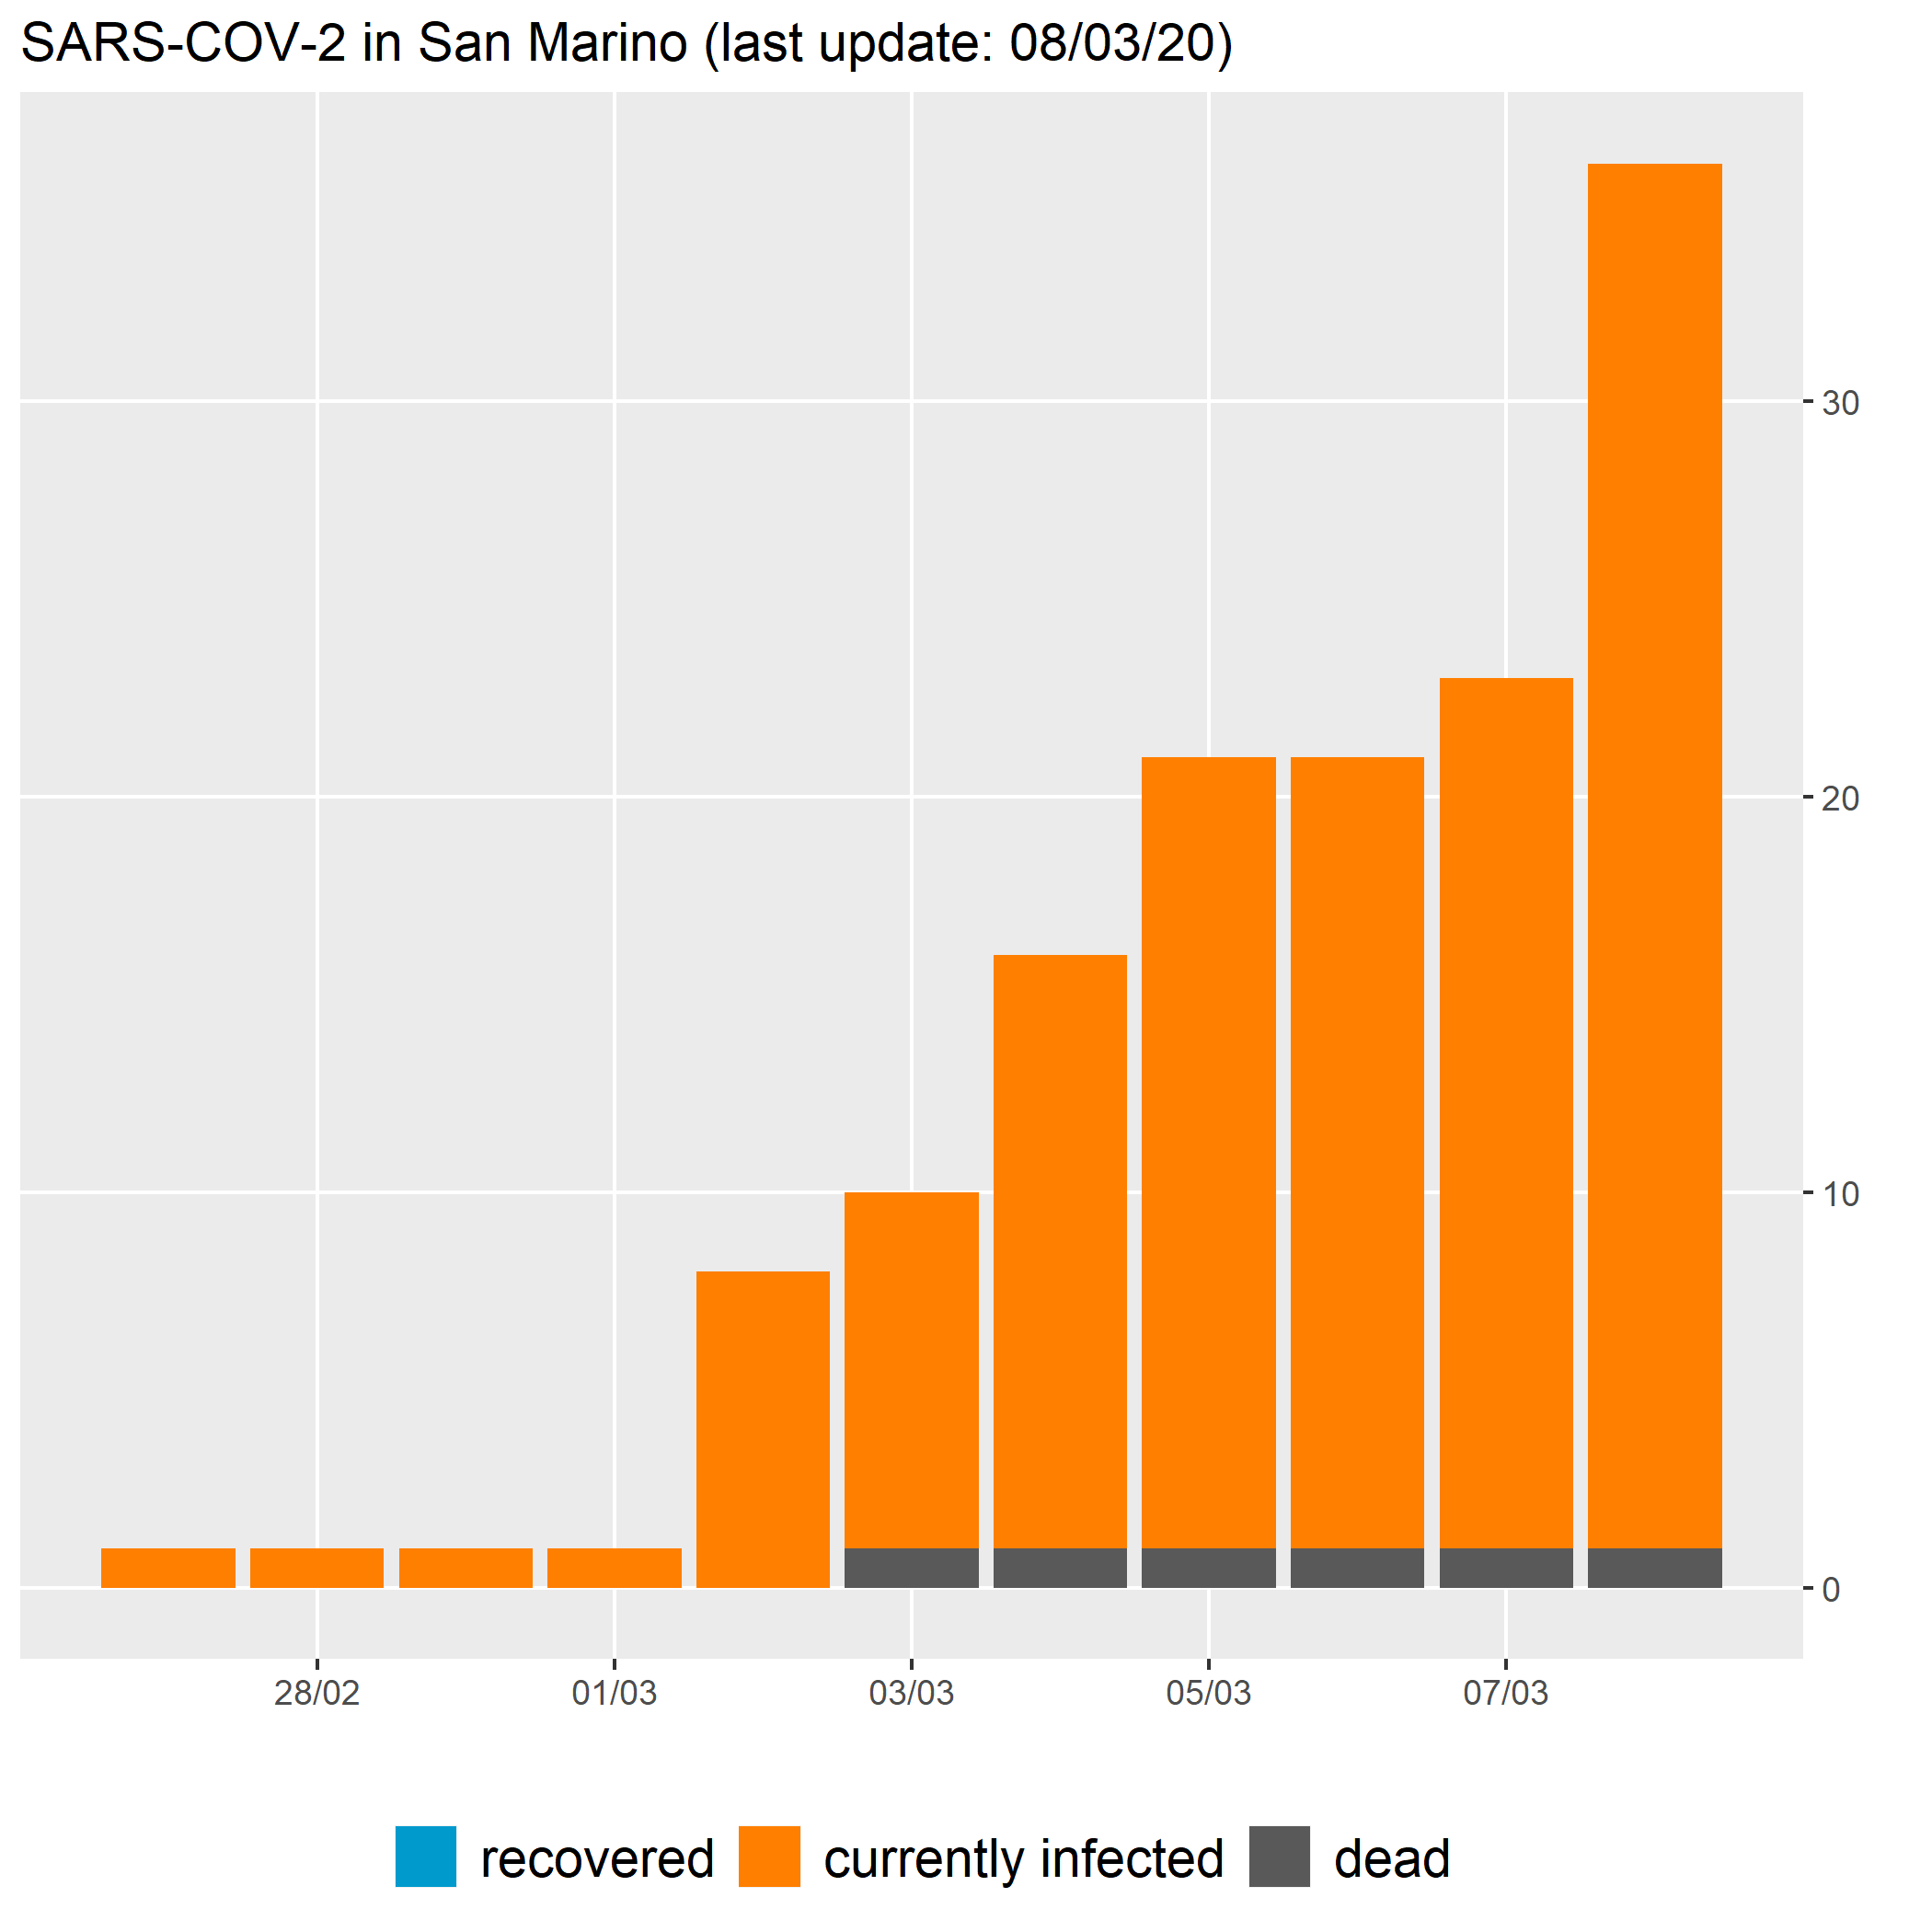 SARS-COV-2 in San Marino (last update: 08/03/20)
30
20
10
0
28/02 01/03 03/03 05/03 07/03
recovered currently infected dead